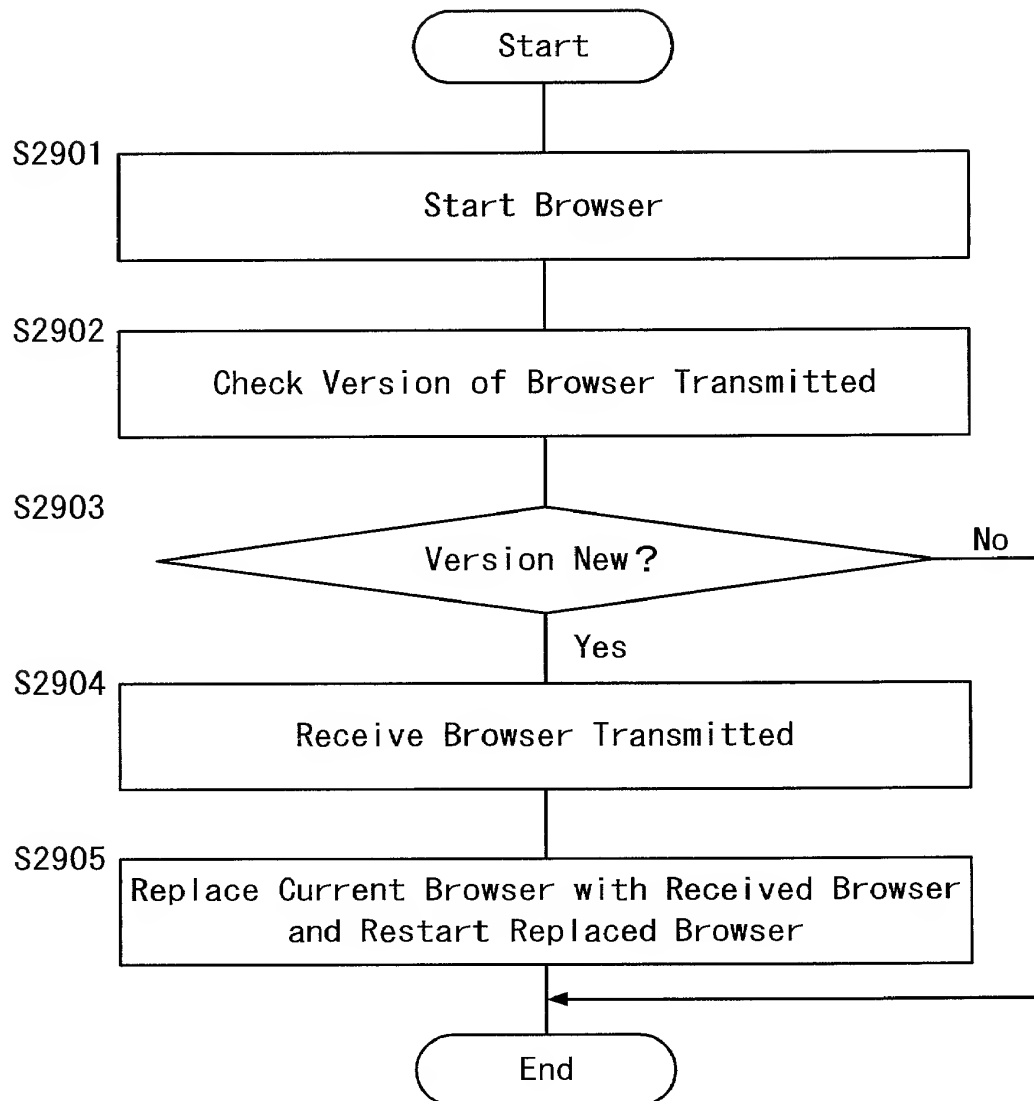 Start
S2901
Start Browser
S2902
Check Version of Browser Transmitted
S2903
Version New?
No
Yes
S2904
Receive Browser Transmitted
S2905
Replace Current Browser with Received Browser
and Restart Replaced Browser
End